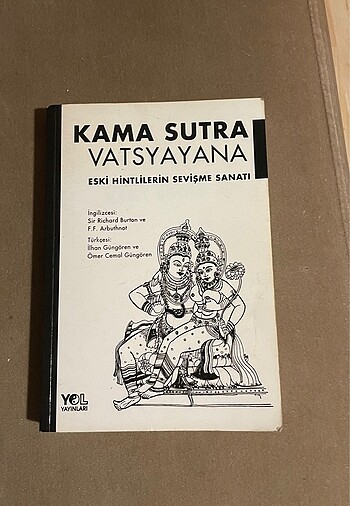 KAMA SUTRA
VATSYAYANA
ESKİ HİNTLİLERİN SEVİŞME SANATI
İngilizcesi:
Sir Richard Burton ve
F.F. Arbuthnot
Türkçesi:
İlhan Güngören ve
Ömer Cemal Güngören
YOL
YAYINLARI